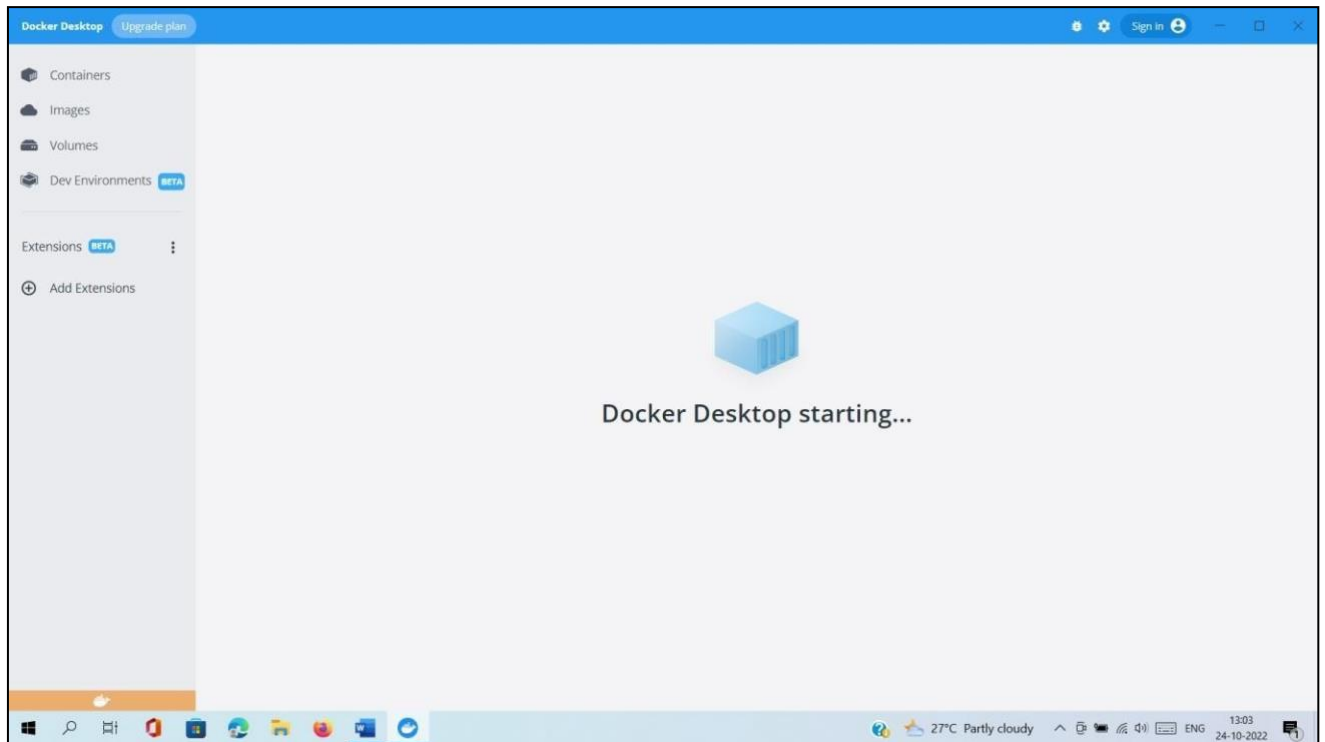 Docker Desktop Upgrade plan Sign in
Containers
Images
Volumes
Dev Environments BETA
Extensions BETA
Add Extensions
Docker Desktop starting...
27°C Partly cloudy ENG 13:03
24-10-2022 1